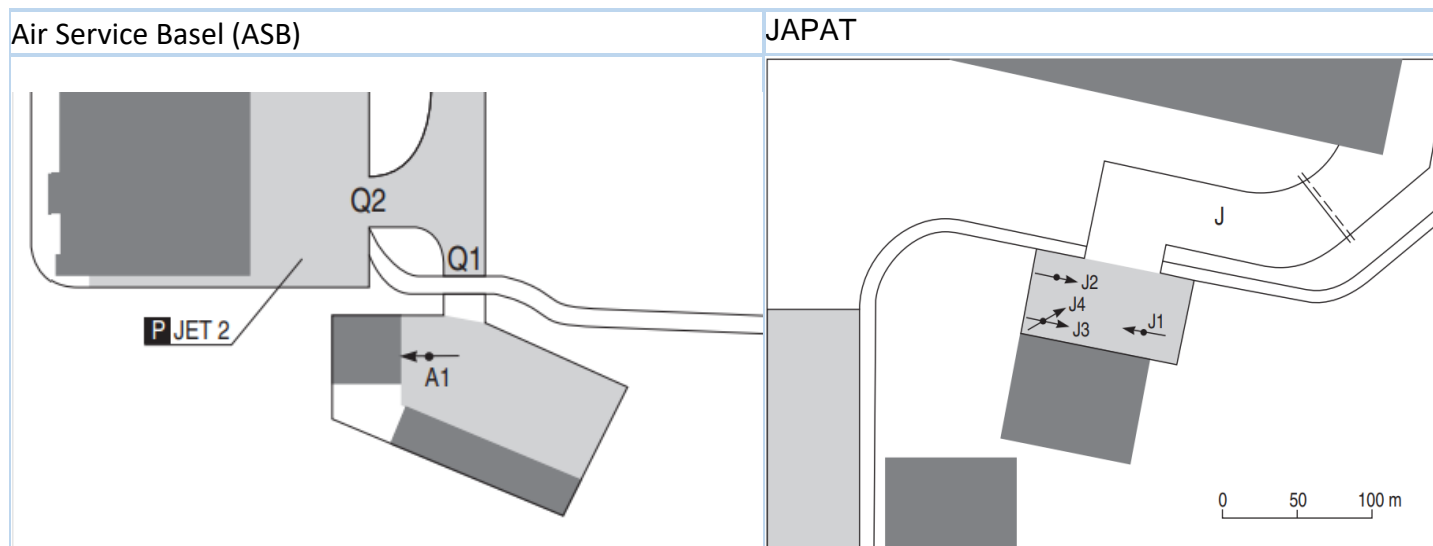 Air Service Basel (ASB)
JAPAT
Q2
Q1
P JET 2
A1
J
J2
J4
J3
J1
0 50 100 m